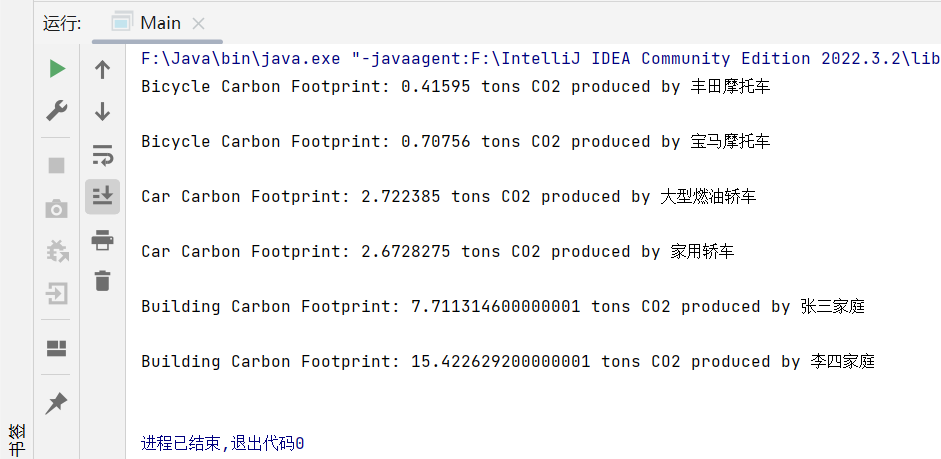 运行: Main
F:\Java\bin\java.exe "-javaagent:F:\IntelliJ IDEA Community Edition 2022.3.2\lib
Bicycle Carbon Footprint: 0.41595 tons CO2 produced by 丰田摩托车
Bicycle Carbon Footprint: 0.70756 tons CO2 produced by 宝马摩托车
Car Carbon Footprint: 2.722385 tons CO2 produced by 大型燃油轿车
Car Carbon Footprint: 2.6728275 tons CO2 produced by 家用轿车
Building Carbon Footprint: 7.711314600000001 tons CO2 produced by 张三家庭
Building Carbon Footprint: 15.422629200000001 tons CO2 produced by 李四家庭
进程已结束,退出代码0
书签